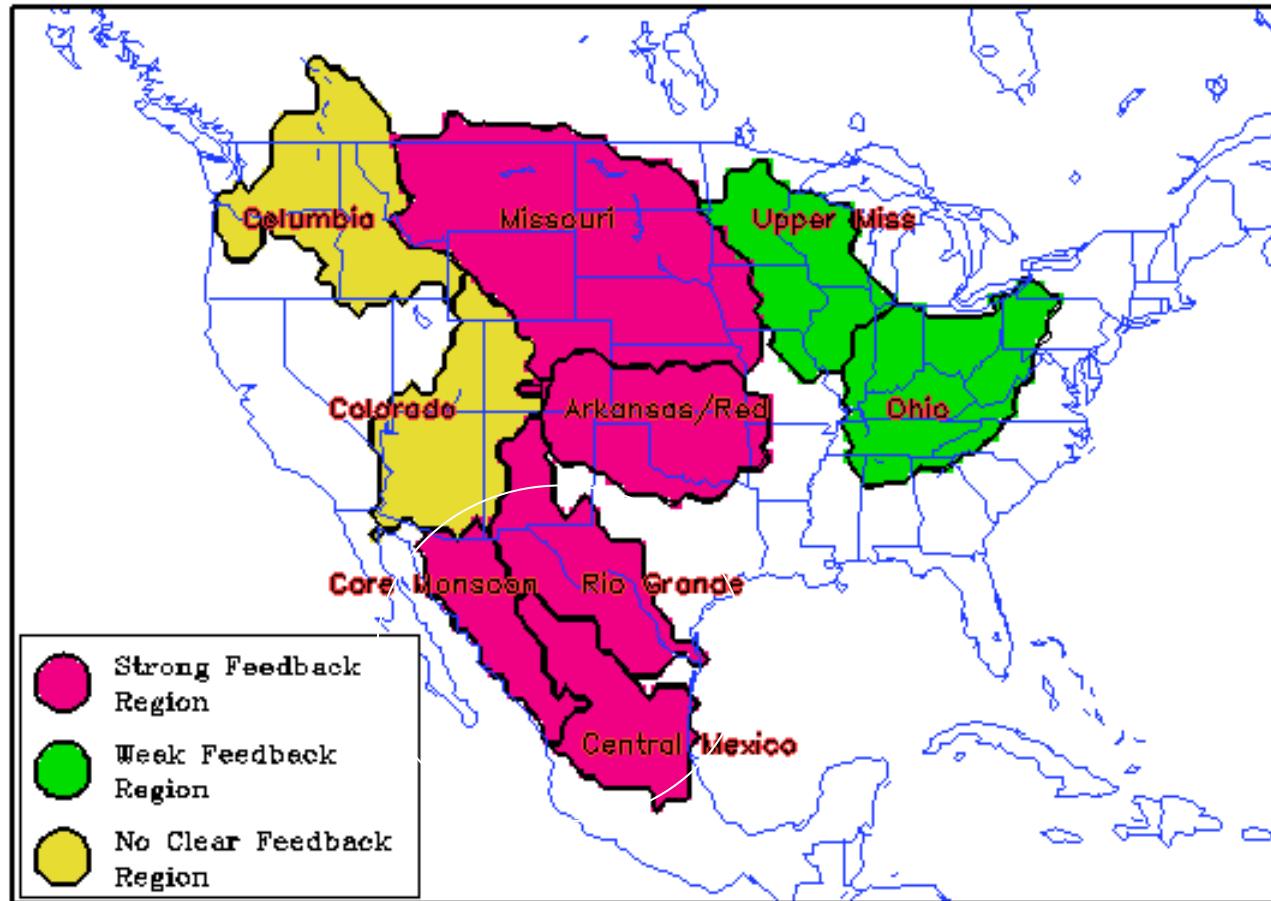 Columbia
Missouri
Upper Miss
Colorado
Arkansas/Red
Ohio
Core Monsoon
Rio Grande
Central Mexico
Strong Feedback
Region
Weak Feedback
Region
No Clear Feedback
Region